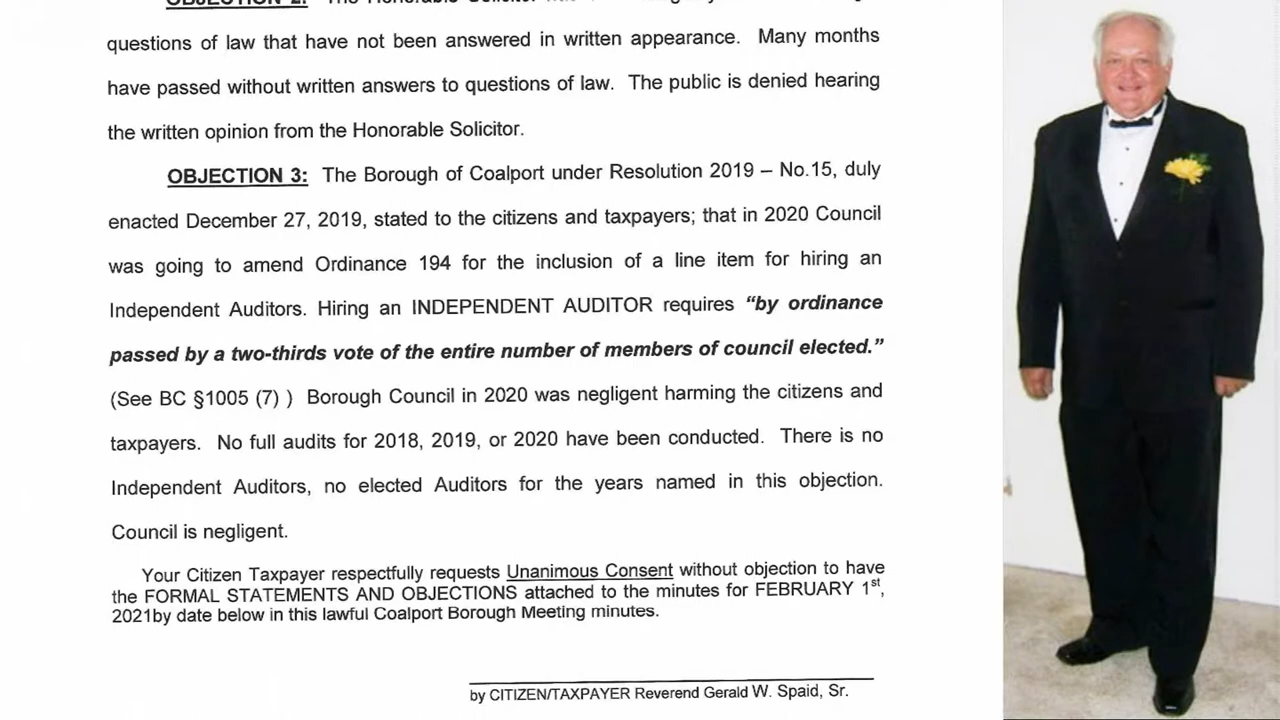 OBJECTION 2: The Honorable Solicitor
questions of law that have not been answered in written appearance. Many months
have passed without written answers to questions of law. The public is denied hearing
the written opinion from the Honorable Solicitor.
OBJECTION 3: The Borough of Coalport under Resolution 2019 – No.15, duly
enacted December 27, 2019, stated to the citizens and taxpayers; that in 2020 Council
was going to amend Ordinance 194 for the inclusion of a line item for hiring an
Independent Auditors. Hiring an INDEPENDENT AUDITOR requires “by ordinance
passed by a two-thirds vote of the entire number of members of council elected.”
(See BC §1005 (7) ) Borough Council in 2020 was negligent harming the citizens and
taxpayers. No full audits for 2018, 2019, or 2020 have been conducted. There is no
Independent Auditors, no elected Auditors for the years named in this objection.
Council is negligent.
Your Citizen Taxpayer respectfully requests Unanimous Consent without objection to have
the FORMAL STATEMENTS AND OBJECTIONS attached to the minutes for FEBRUARY 1st,
2021by date below in this lawful Coalport Borough Meeting minutes.
by CITIZEN/TAXPAYER Reverend Gerald W. Spaid, Sr.